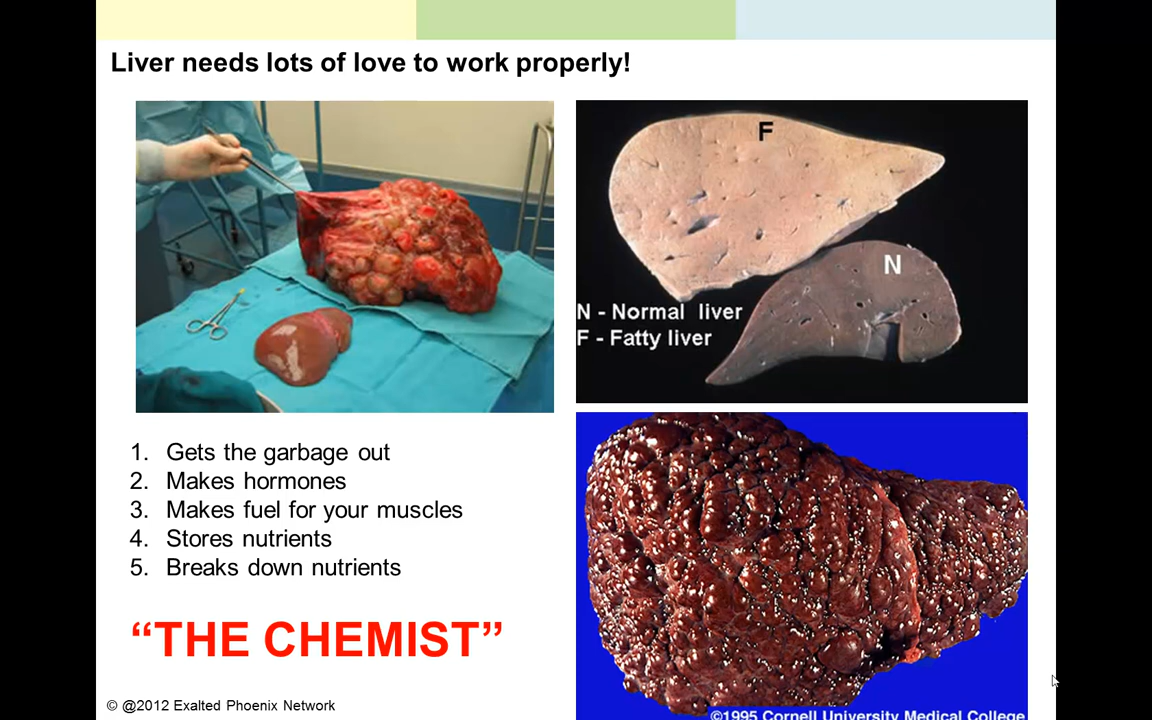 Liver needs lots of love to work properly!
F
N
N - Normal liver
F - Fatty liver
1. Gets the garbage out
2. Makes hormones
3. Makes fuel for your muscles
4. Stores nutrients
5. Breaks down nutrients
“THE CHEMIST”
© @2012 Exalted Phoenix Network
©1995 Cornell University Medical College